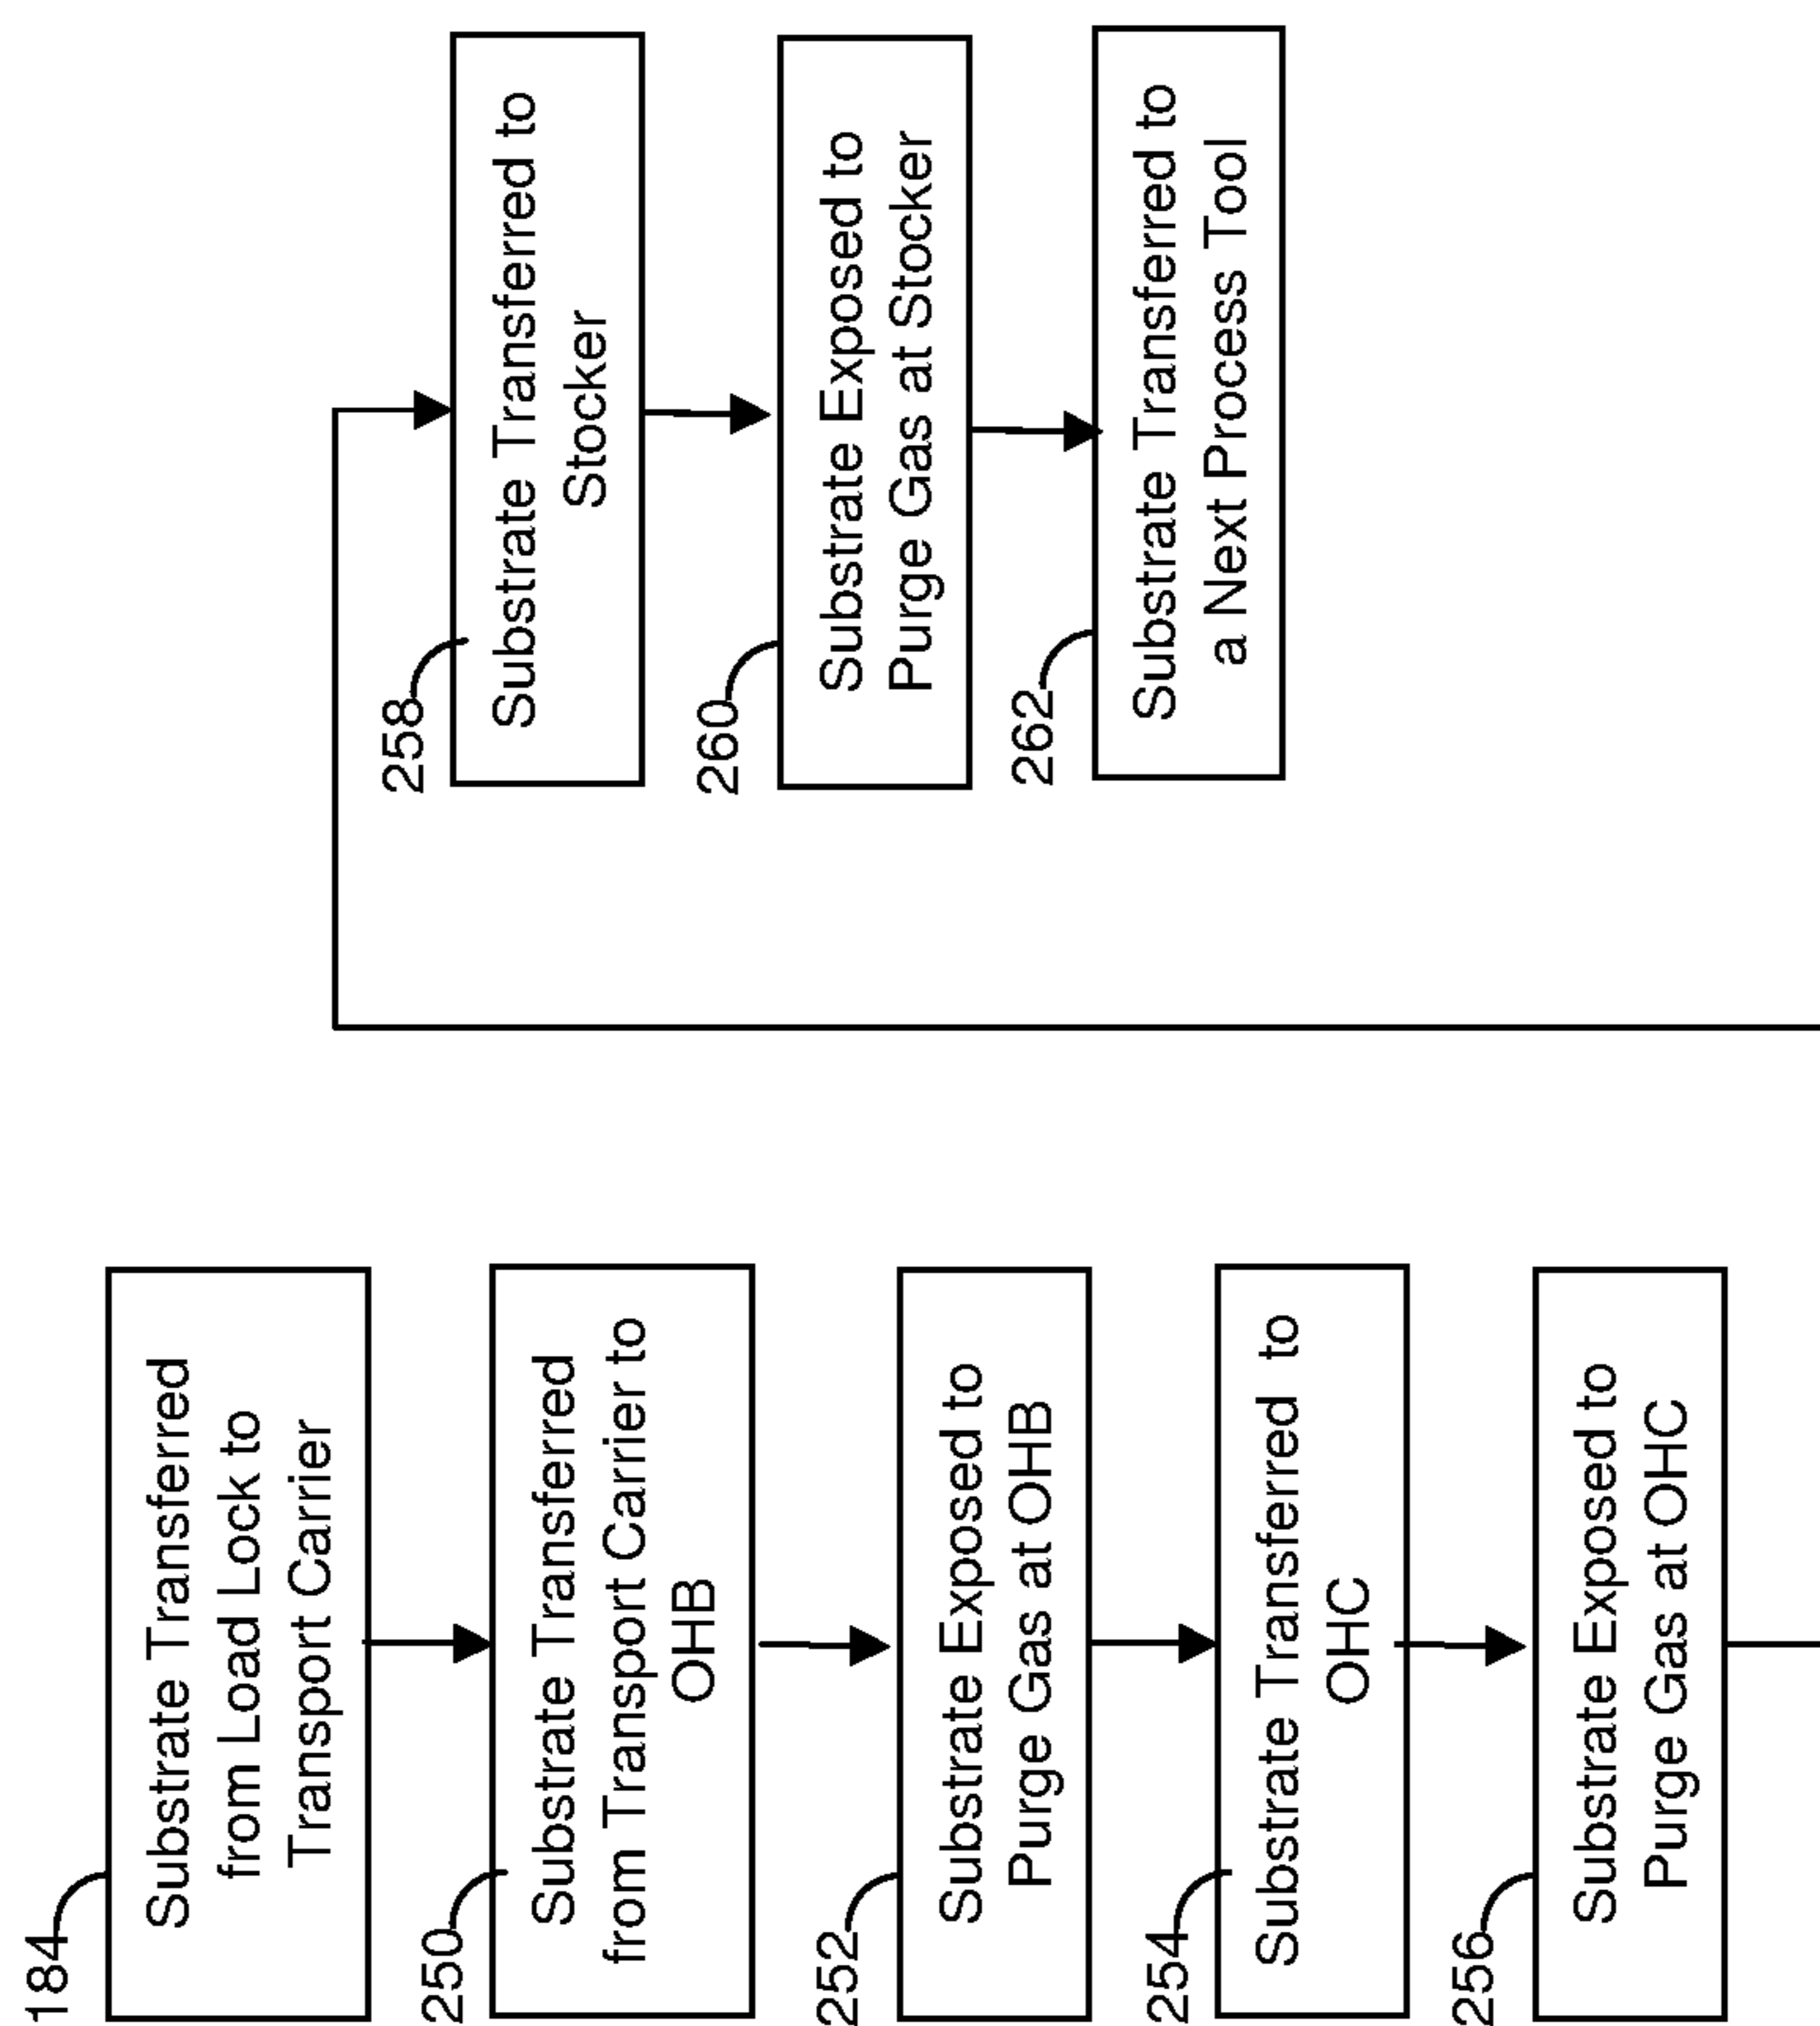 184
Substrate Transferred
from Load Lock to
Transport Carrier
250
Substrate Transferred
from Transport Carrier to
OHB
252
Substrate Exposed to
Purge Gas at OHB
254
Substrate Transferred to
OHC
256
Substrate Exposed to
Purge Gas at OHC
258
Substrate Transferred to
Stocker
260
Substrate Exposed to
Purge Gas at Stocker
262
Substrate Transferred to
a Next Process Tool